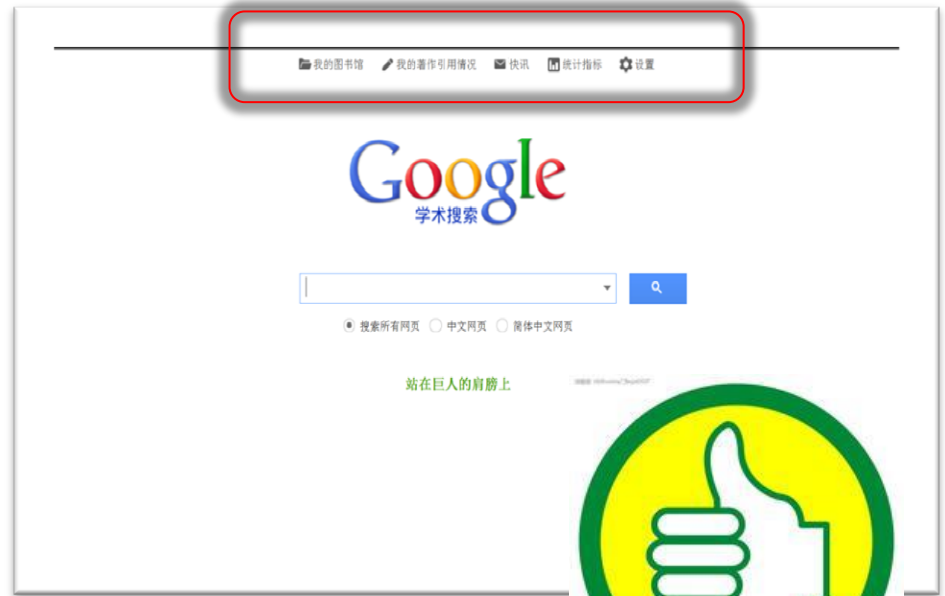 我的图书馆 我的著作引用情况 快讯 统计指标 设置
Google
学术搜索
搜索所有网页 中文网页 简体中文网页
站在巨人的肩膀上